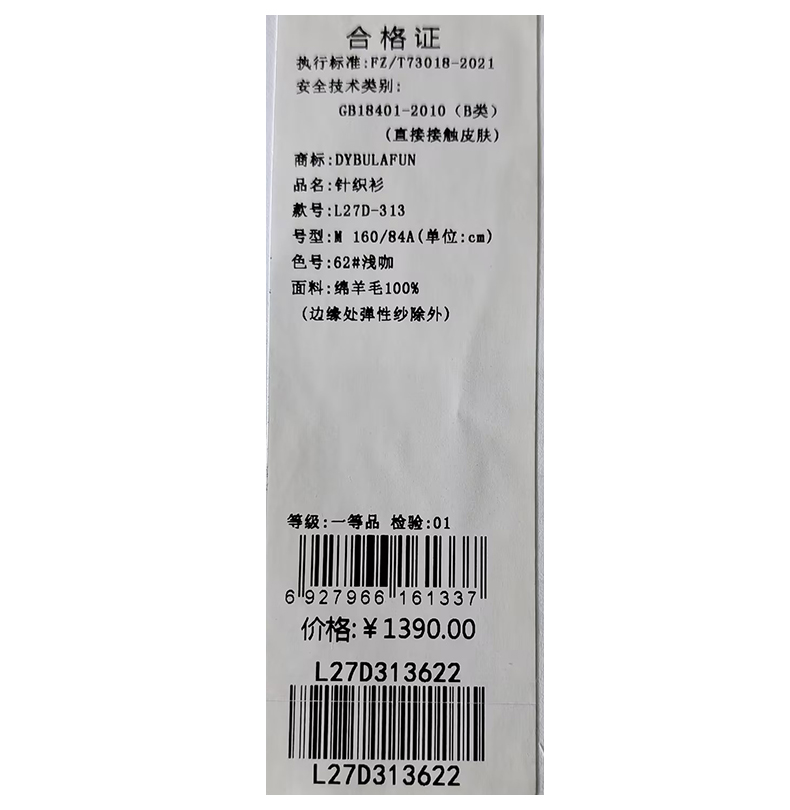 合格证
执行标准:FZ/T73018-2021
安全技术类别:
GB18401-2010（B类）
(直接接触皮肤)
商标:DYBULAFUN
品名:针织衫
款号:L27D-313
号型:M 160/84A(单位:cm)
色号:62#浅咖
面料:绵羊毛100%
(边缘处弹性纱除外)
等级:一等品 检验:01
6 927966 161337
价格:￥1390.00
L27D313622
L27D313622